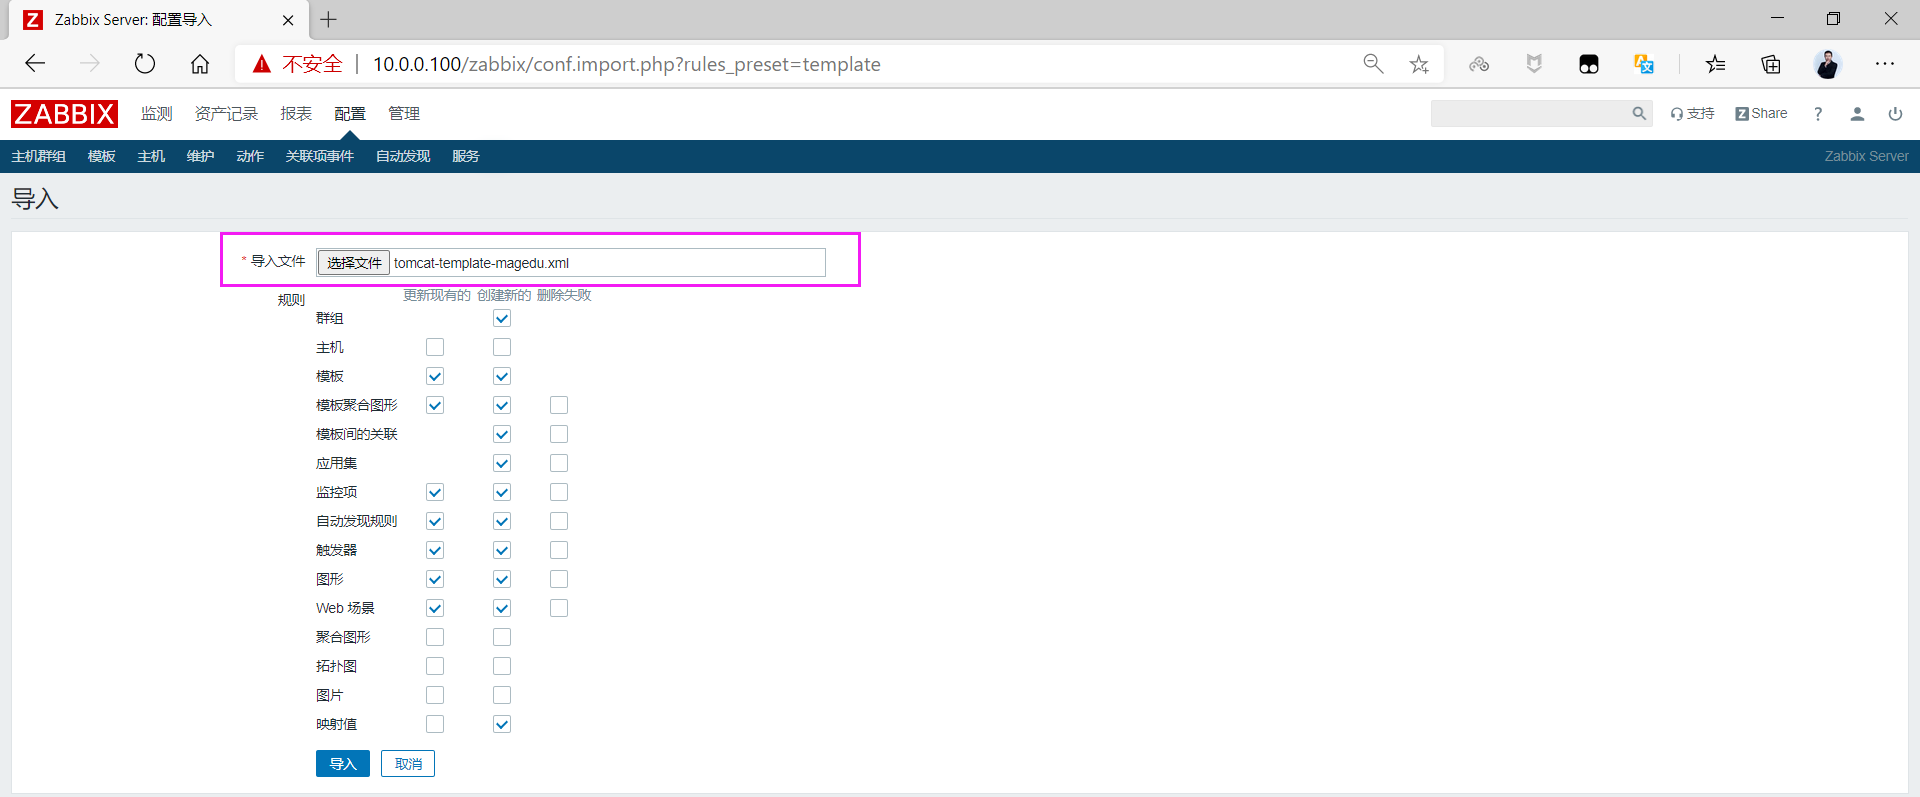 Zabbix Server: 配置导入
不安全 | 10.0.0.100/zabbix/conf.import.php?rules_preset=template
ZABBIX 监测 资产记录 报表 配置 管理 支持 Z Share ?
主机群组 模板 主机 维护 动作 关联项事件 自动发现 服务 Zabbix Server
导入
* 导入文件 选择文件 tomcat-template-magedu.xml
规则 更新现有的 创建新的 删除失败
群组
主机
模板
模板聚合图形
模板间的关联
应用集
监控项
自动发现规则
触发器
图形
Web 场景
聚合图形
拓扑图
图片
映射值
导入 取消